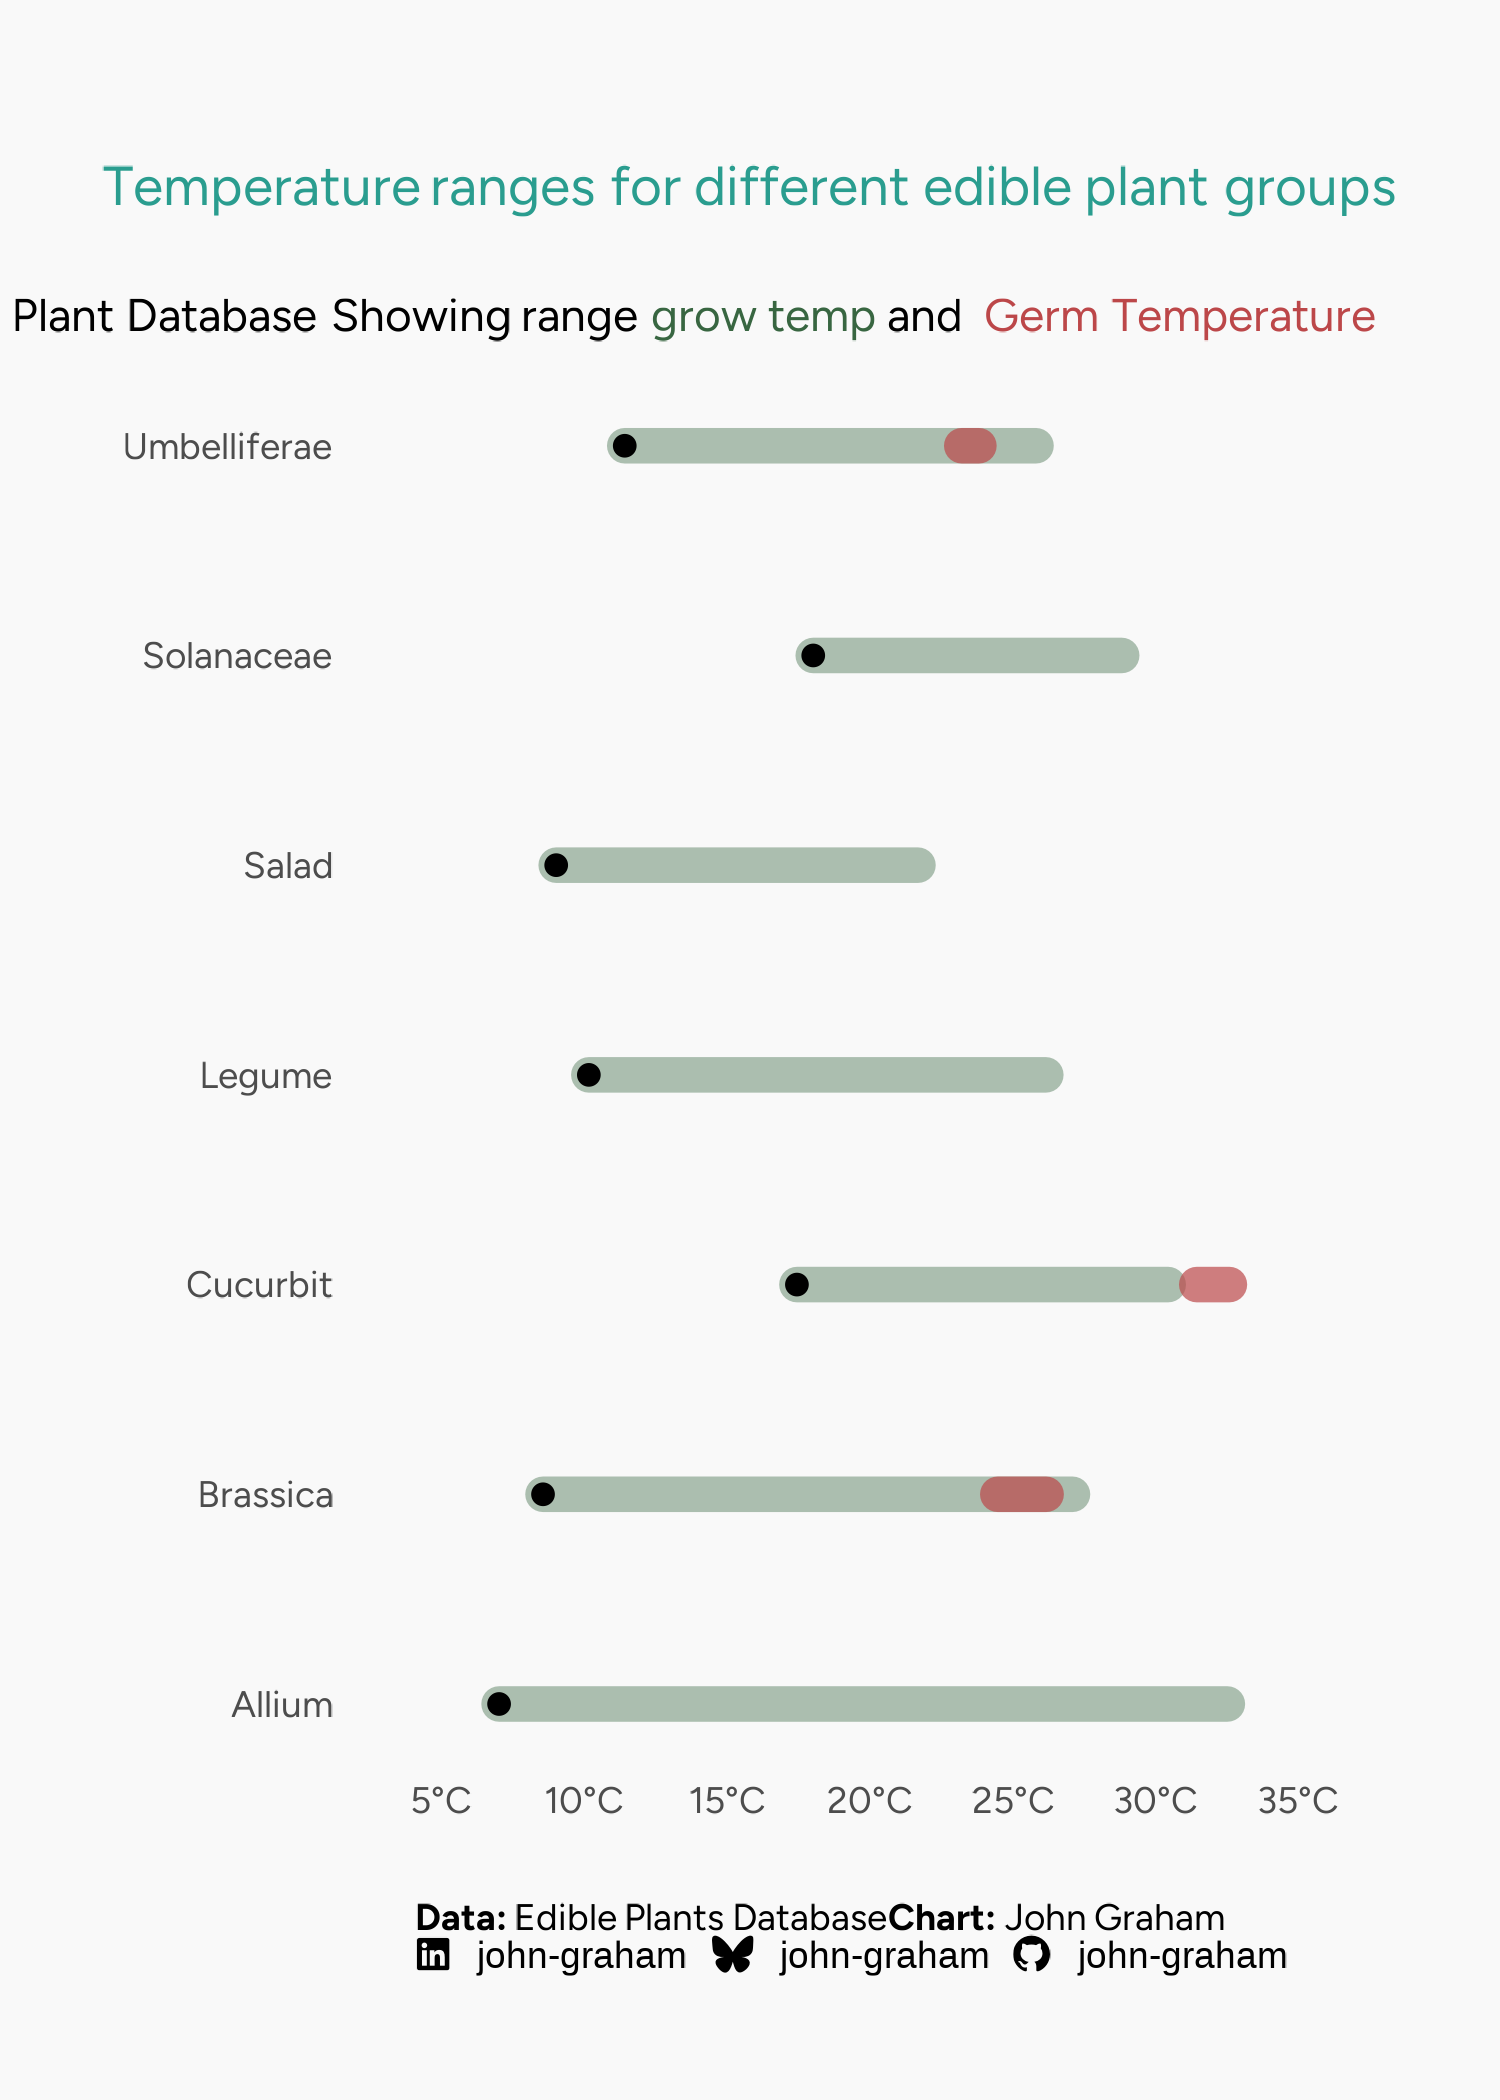 Temperature ranges for different edible plant groups
Plant Database Showing range grow temp and Germ Temperature
Umbelliferae
Solanaceae
Salad
Legume
Cucurbit
Brassica
Allium
5°C 10°C 15°C 20°C 25°C 30°C 35°C
Data: Edible Plants DatabaseChart: John Graham
in john-graham john-graham john-graham